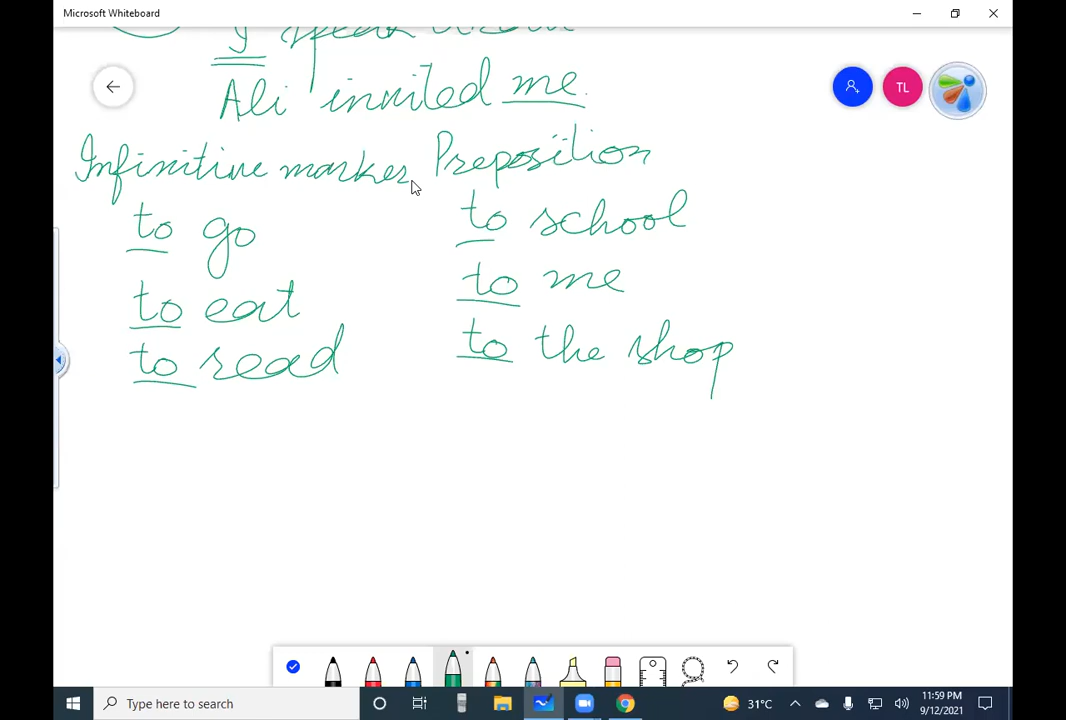 Microsoft Whiteboard
I speak
Ali invited me.
Infinitive marker Preposition
to go to school
to eat to me
to read to the shop
TL
Type here to search
31°C
11:59 PM
9/12/2021